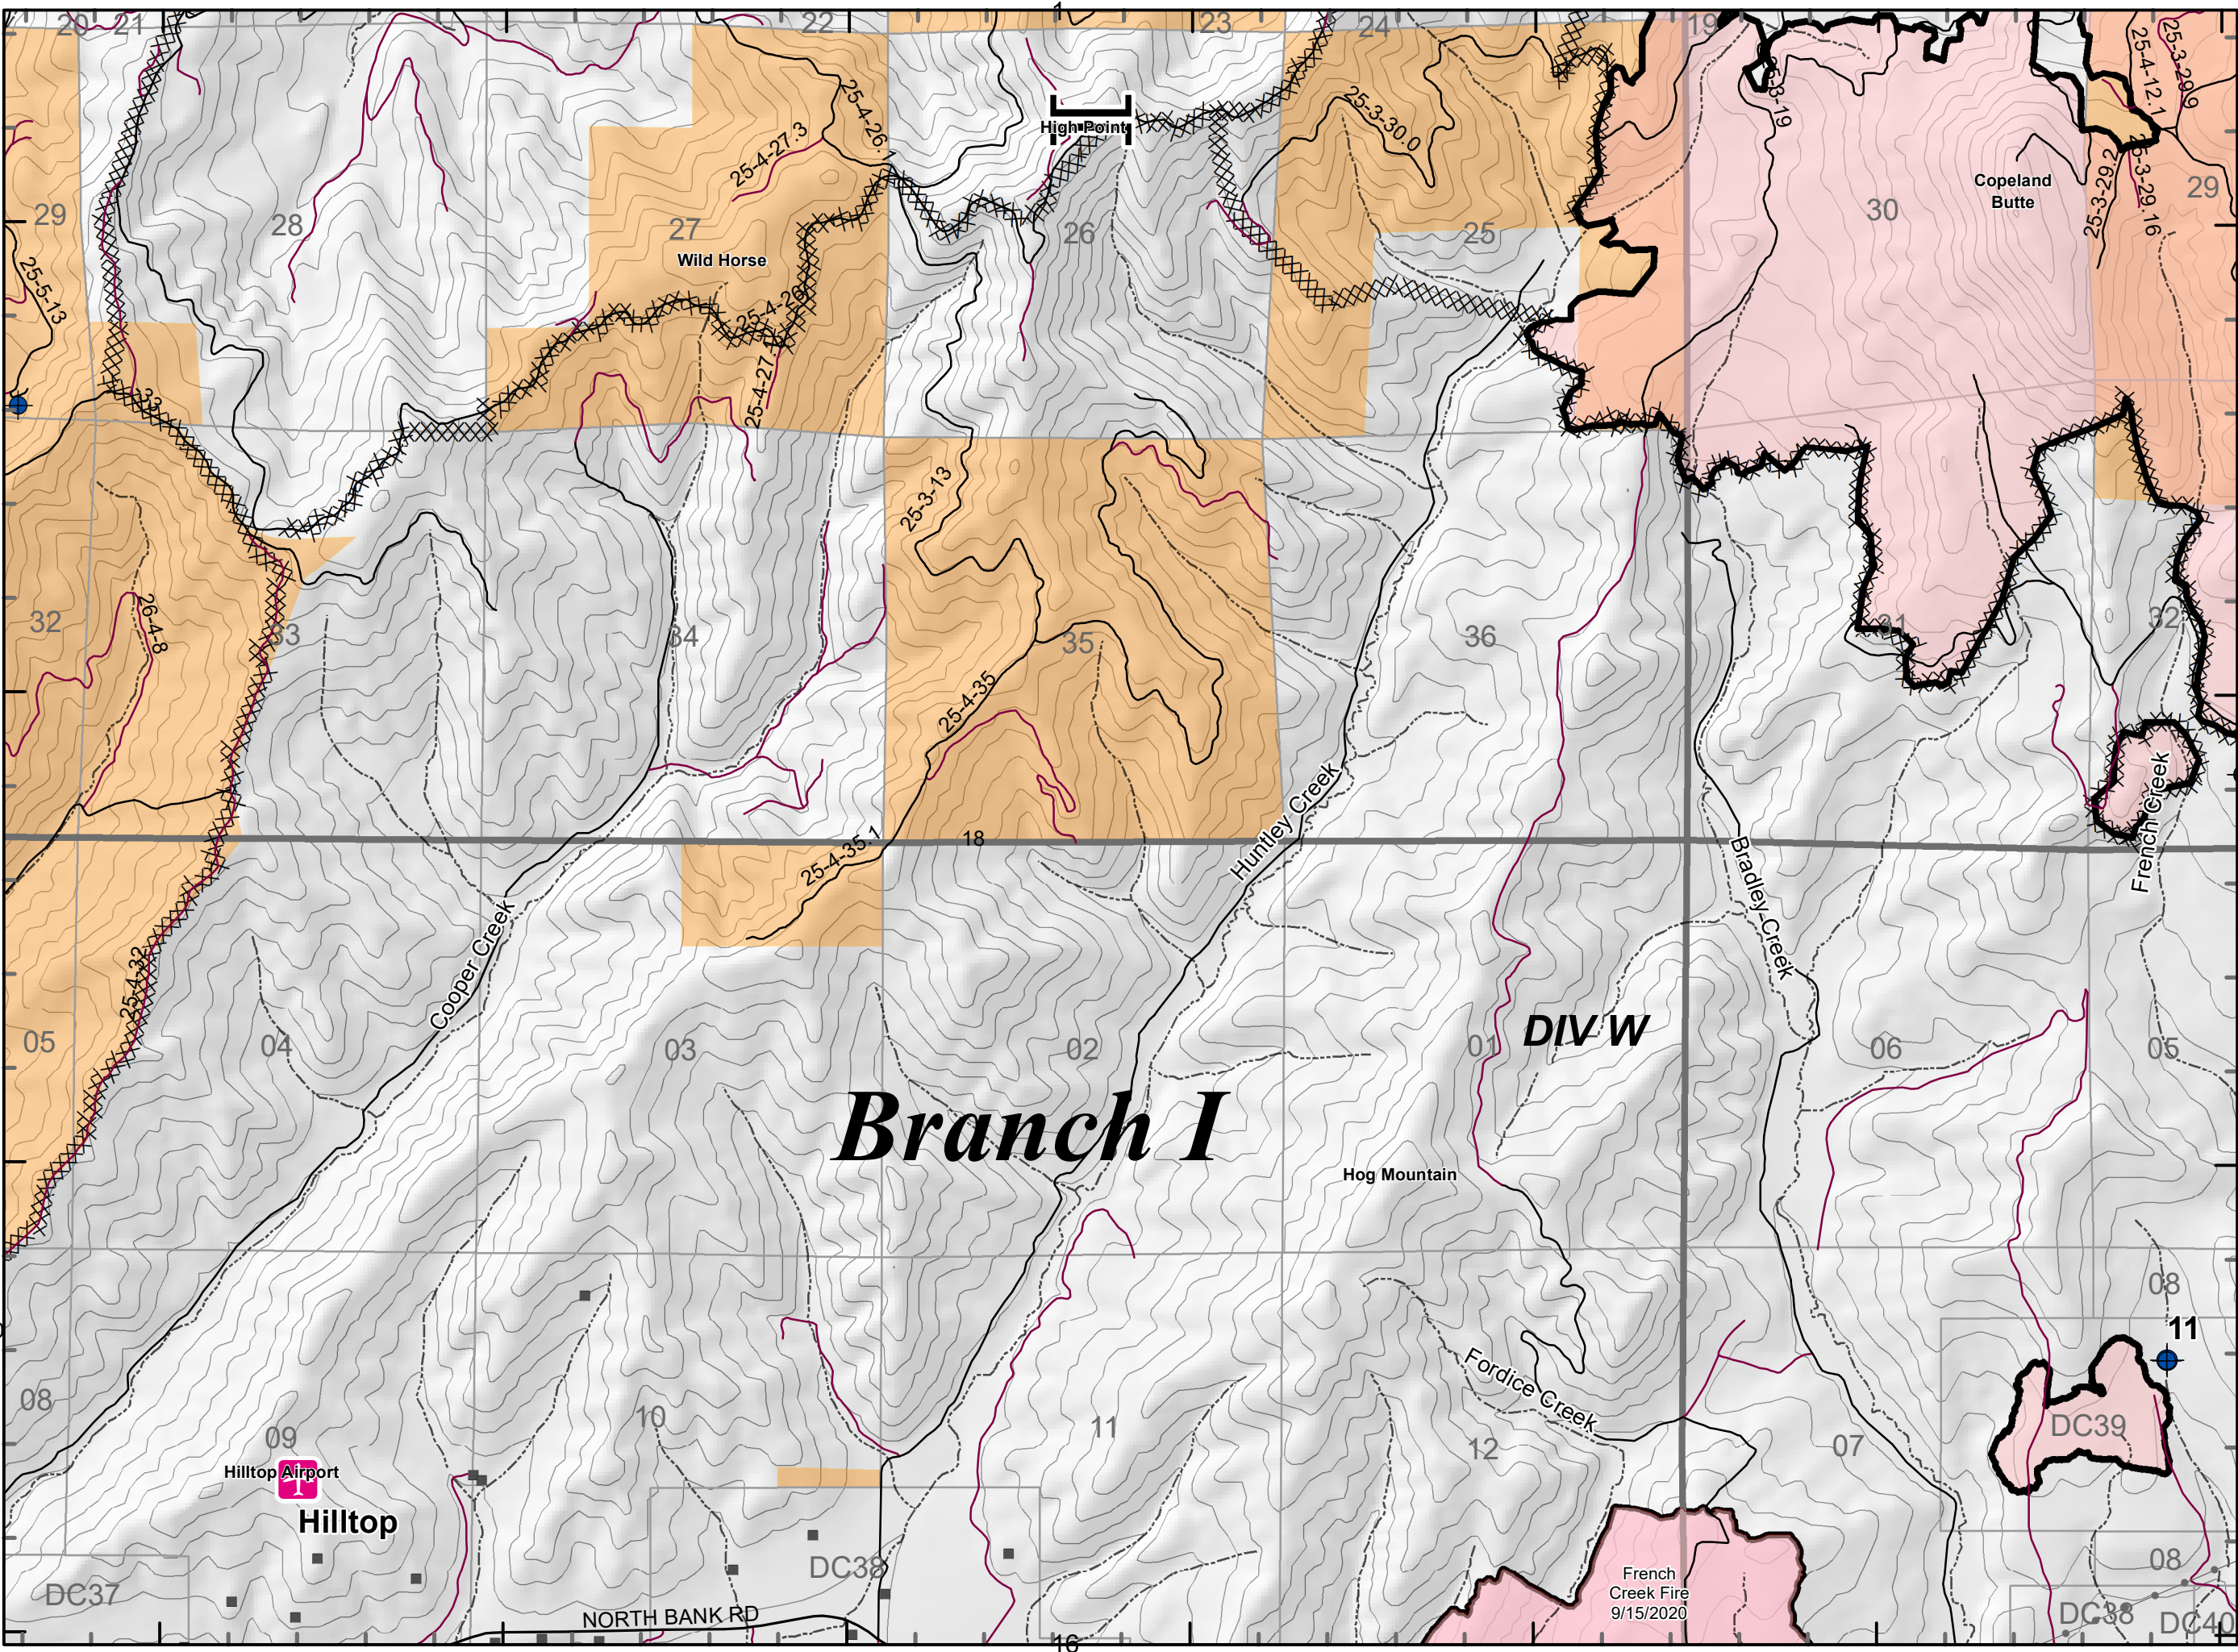 20 21
22
1
23
24
19
25-3-19
25-4-12.1
25-3-29.9
25-4-26.1
25-4-27.3
High Point
25-3-30.0
Copeland
Butte
25-3-29.2
25-3-29.16
29
28
27
26
25
30
29
Wild Horse
25-5-13
25-4-26
25-4-27.1
33
25-3-13
32
26-4-8
33
34
35
36
31
32
25-4-35
Huntley Creek
French Creek
18
25-4-35.1
Bradley Creek
Cooper Creek
25-4-32
DIV W
05
04
03
02
01
06
05
Branch I
Hog Mountain
08
11
Fordice Creek
08
09
10
11
12
07
DC39
Hilltop Airport
Hilltop
DC37
DC38
NORTH BANK RD
16
French
Creek Fire
9/15/2020
08
DC38
DC40